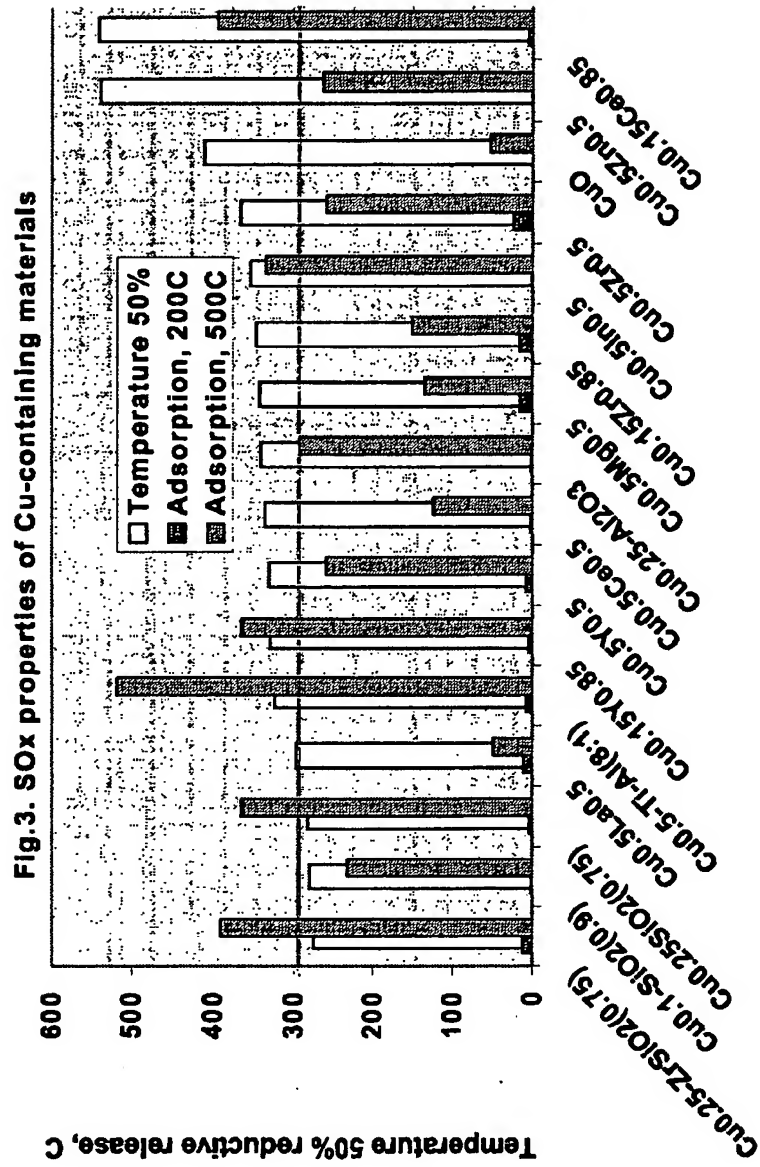 Fig.3. SOx properties of Cu-containing materials
Temperature 50% reductive release, C
600
500
400
300
200
100
0
Temperature 50%
Adsorption, 200C
Adsorption, 500C
Cu0.25-ZrSiO2(0.75)
Cu0.1-SiO2(0.9)
Cu0.25SiO2(0.75)
Cu0.5La0.5
Cu0.5-Ti-Al(8:1)
Cu0.15Y0.85
Cu0.5Y0.5
Cu0.5Ce0.5
Cu0.25-Al2O3
Cu0.5Mg0.5
Cu0.15Zr0.85
Cu0.5In0.5
Cu0.5Zr0.5
CuO
Cu0.5Zn0.5
Cu0.15Ce0.85